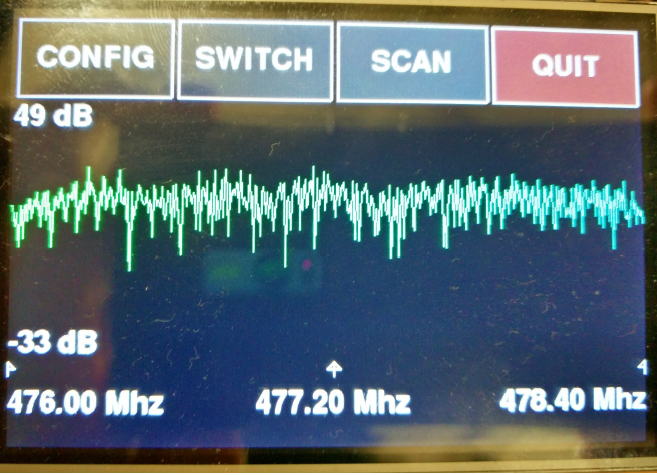 CONFIG SWITCH SCAN QUIT
49 dB
-33 dB
476.00 Mhz 477.20 Mhz 478.40 Mhz